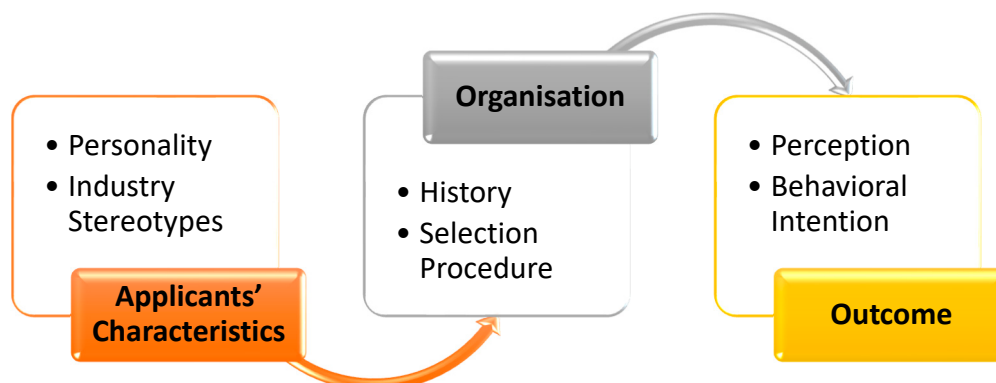 • Personality
• Industry
Stereotypes
Applicants’
Characteristics
Organisation
• History
• Selection
Procedure
• Perception
• Behavioral
Intention
Outcome